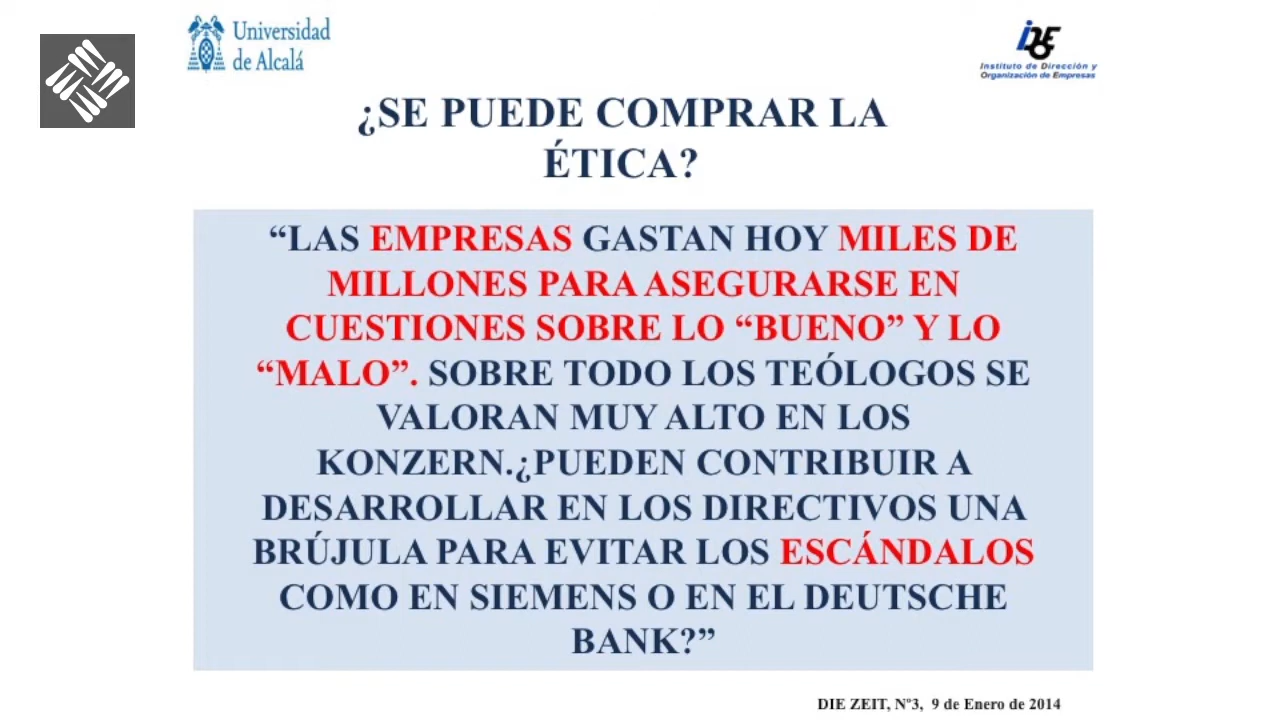 Universidad
de Alcalá
IDOE
Instituto de Dirección y
Organización de Empresas
¿SE PUEDE COMPRAR LA
ÉTICA?
“LAS EMPRESAS GASTAN HOY MILES DE
MILLONES PARA ASEGURARSE EN
CUESTIONES SOBRE LO “BUENO” Y LO
“MALO”. SOBRE TODO LOS TEÓLOGOS SE
VALORAN MUY ALTO EN LOS
KONZERN.¿PUEDEN CONTRIBUIR A
DESARROLLAR EN LOS DIRECTIVOS UNA
BRÚJULA PARA EVITAR LOS ESCÁNDALOS
COMO EN SIEMENS O EN EL DEUTSCHE
BANK?”
DIE ZEIT, Nº3, 9 de Enero de 2014